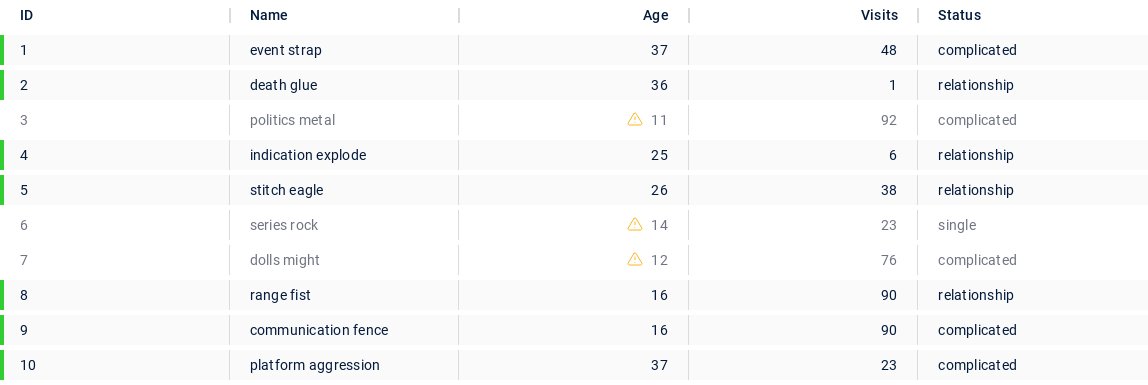 ID Name Age Visits Status
1 event strap 37 48 complicated
2 death glue 36 1 relationship
3 politics metal 11 92 complicated
4 indication explode 25 6 relationship
5 stitch eagle 26 38 relationship
6 series rock 14 23 single
7 dolls might 12 76 complicated
8 range fist 16 90 relationship
9 communication fence 16 90 complicated
10 platform aggression 37 23 complicated